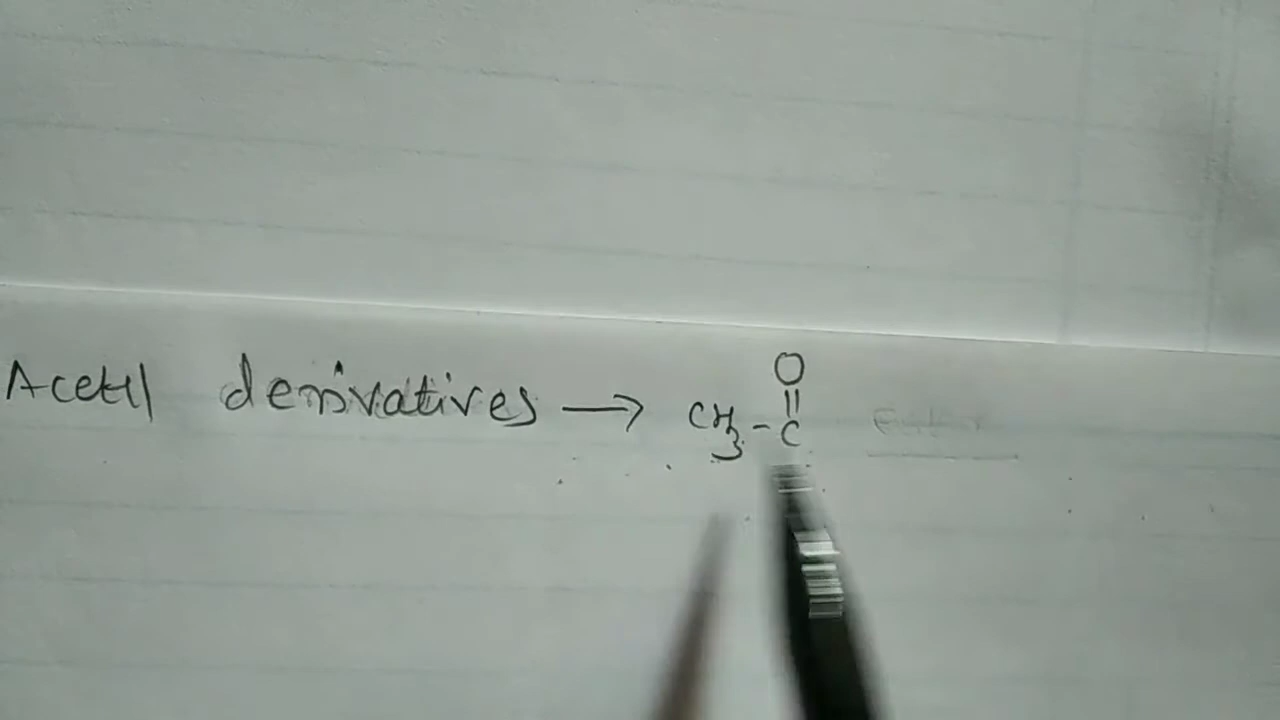 O
Acetyl derivatives → CH3-C